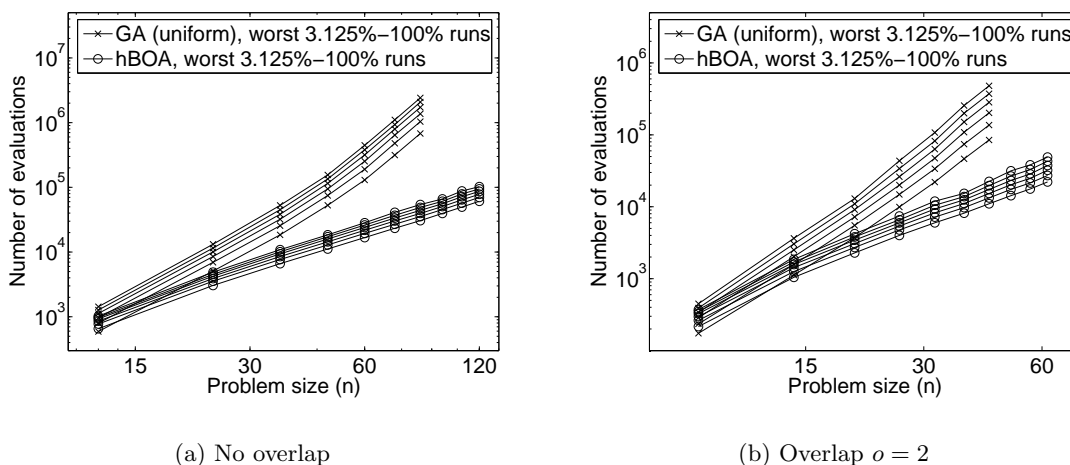 GA (uniform), worst 3.125%−100% runs
hBOA, worst 3.125%−100% runs
10^7
10^6
10^5
10^4
10^3
Number of evaluations
15 30 60 120
Problem size (n)
(a) No overlap
GA (uniform), worst 3.125%−100% runs
hBOA, worst 3.125%−100% runs
10^6
10^5
10^4
10^3
Number of evaluations
15 30 60
Problem size (n)
(b) Overlap o = 2